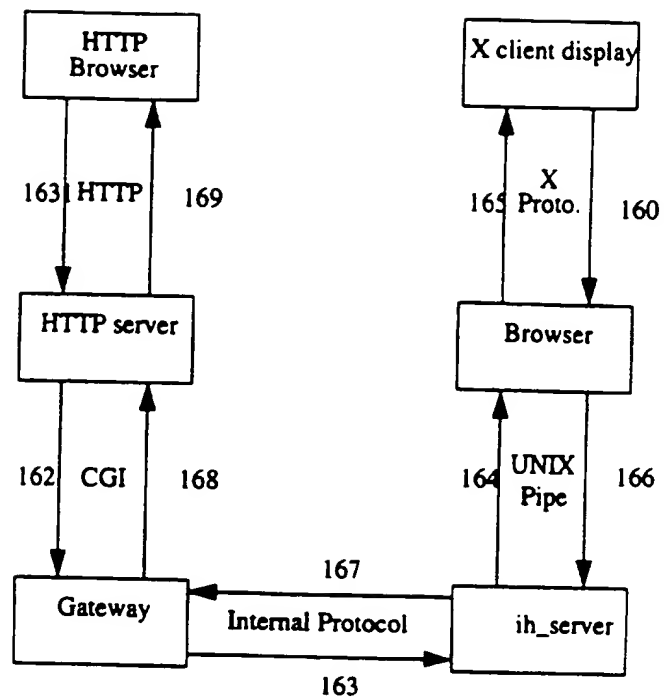 HTTP
Browser
X client display
163 HTTP 169
165 X
Proto. 160
HTTP server
Browser
162 CGI 168
164 UNIX
Pipe 166
167
Gateway
Internal Protocol
ih_server
163